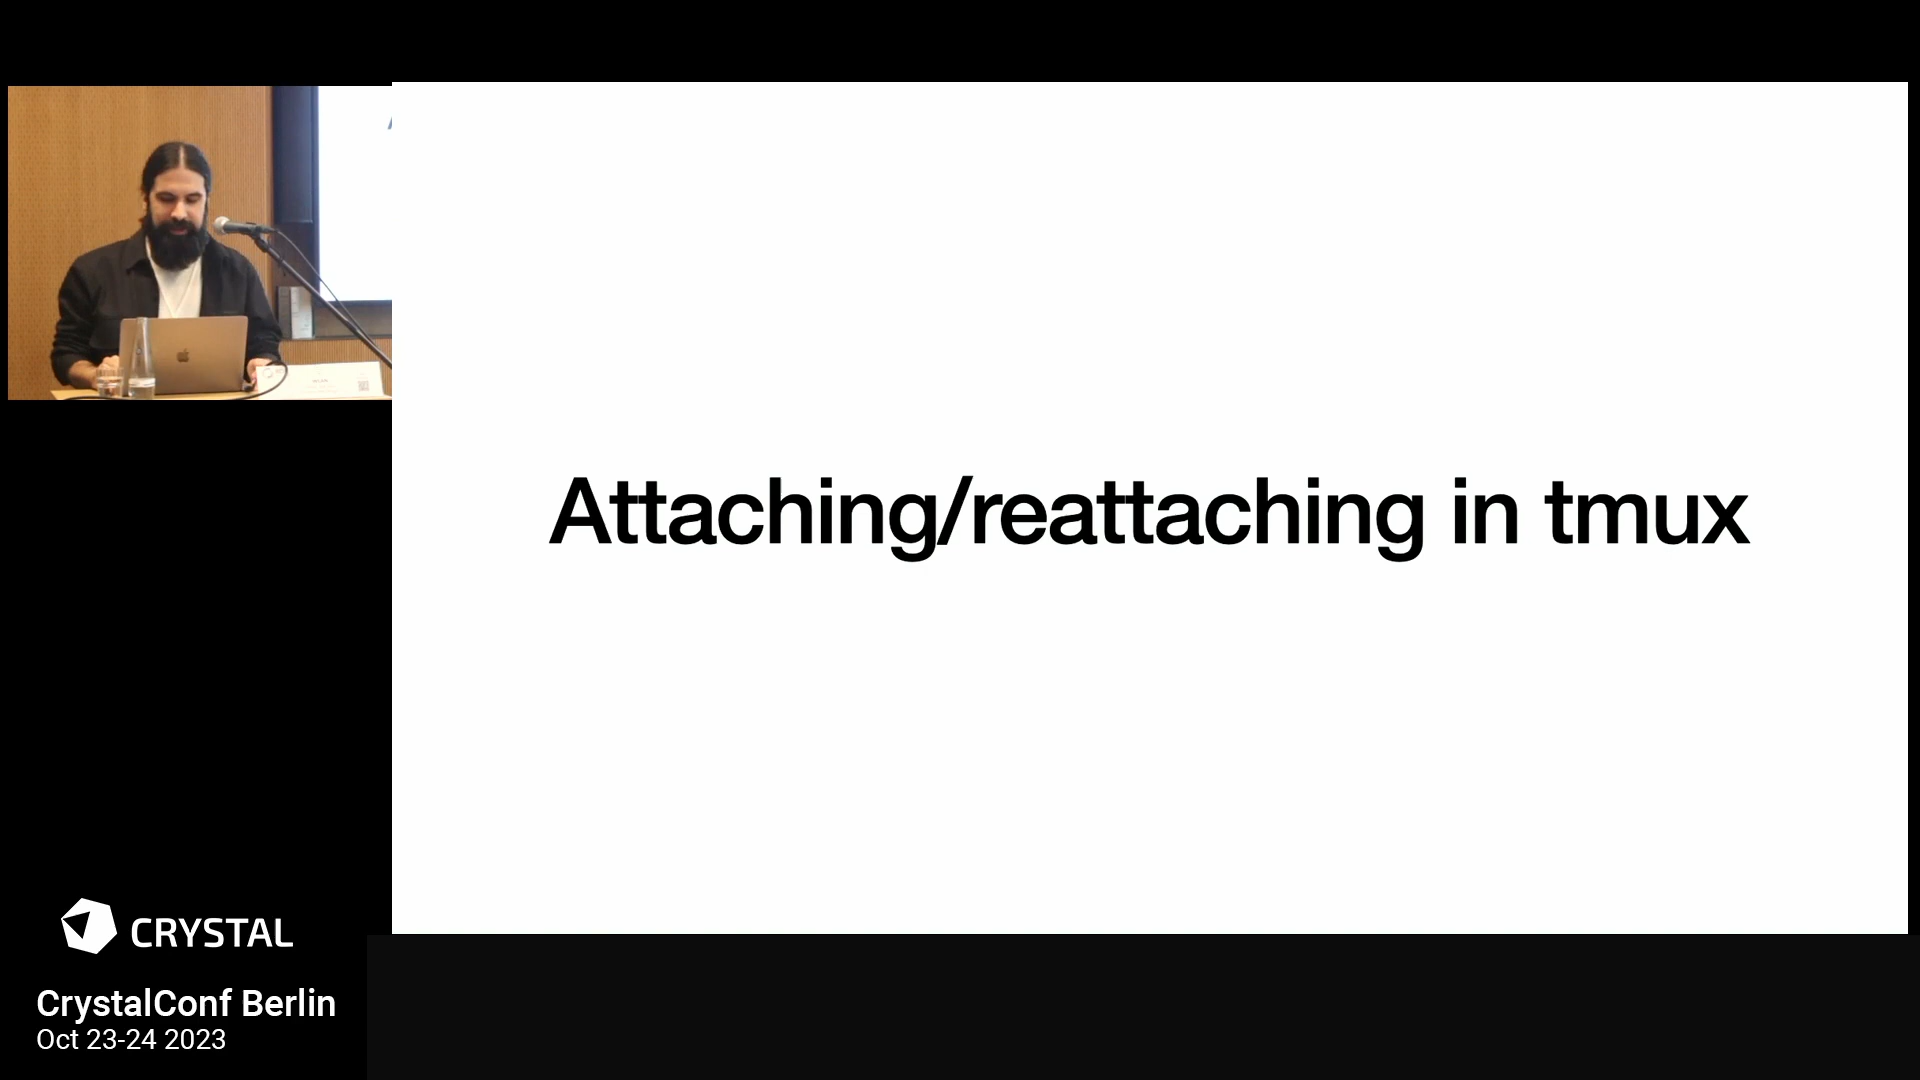 Attaching/reattaching in tmux
CRYSTAL
CrystalConf Berlin
Oct 23-24 2023